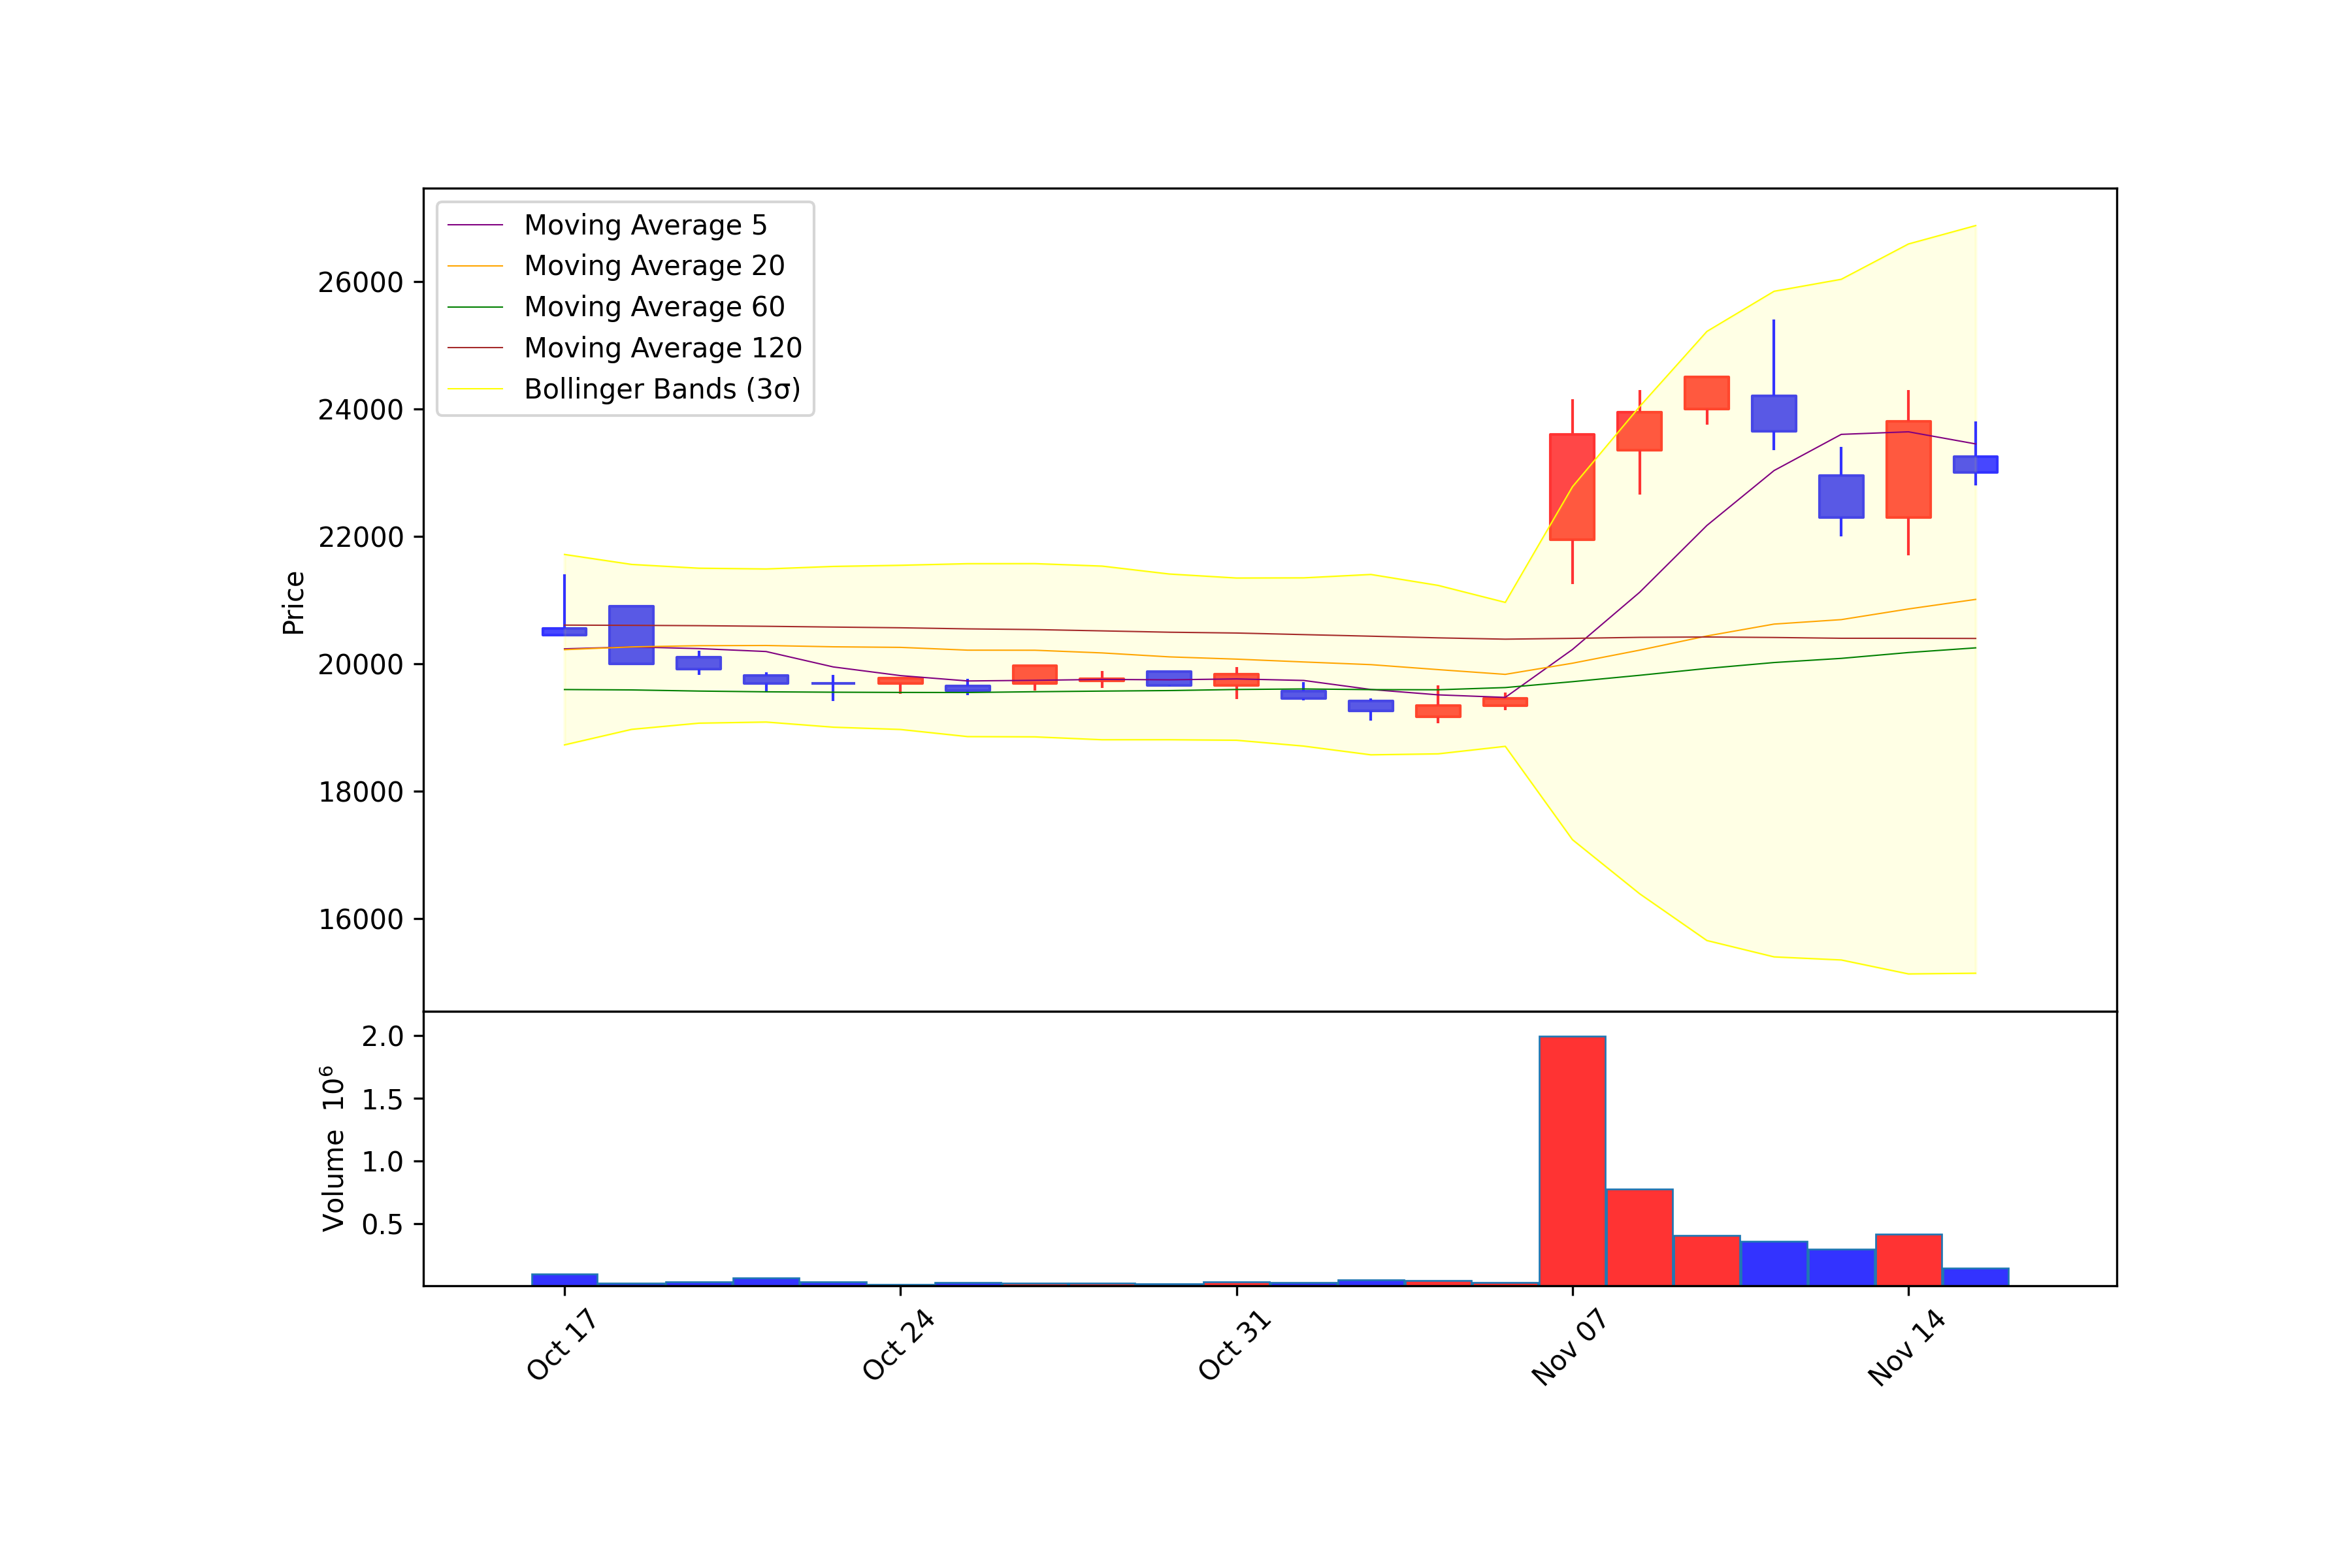 Moving Average 5
Moving Average 20
Moving Average 60
Moving Average 120
Bollinger Bands (3σ)
Price
26000
24000
22000
20000
18000
16000
Volume 10⁶
2.0
1.5
1.0
0.5
Oct 17
Oct 24
Oct 31
Nov 07
Nov 14